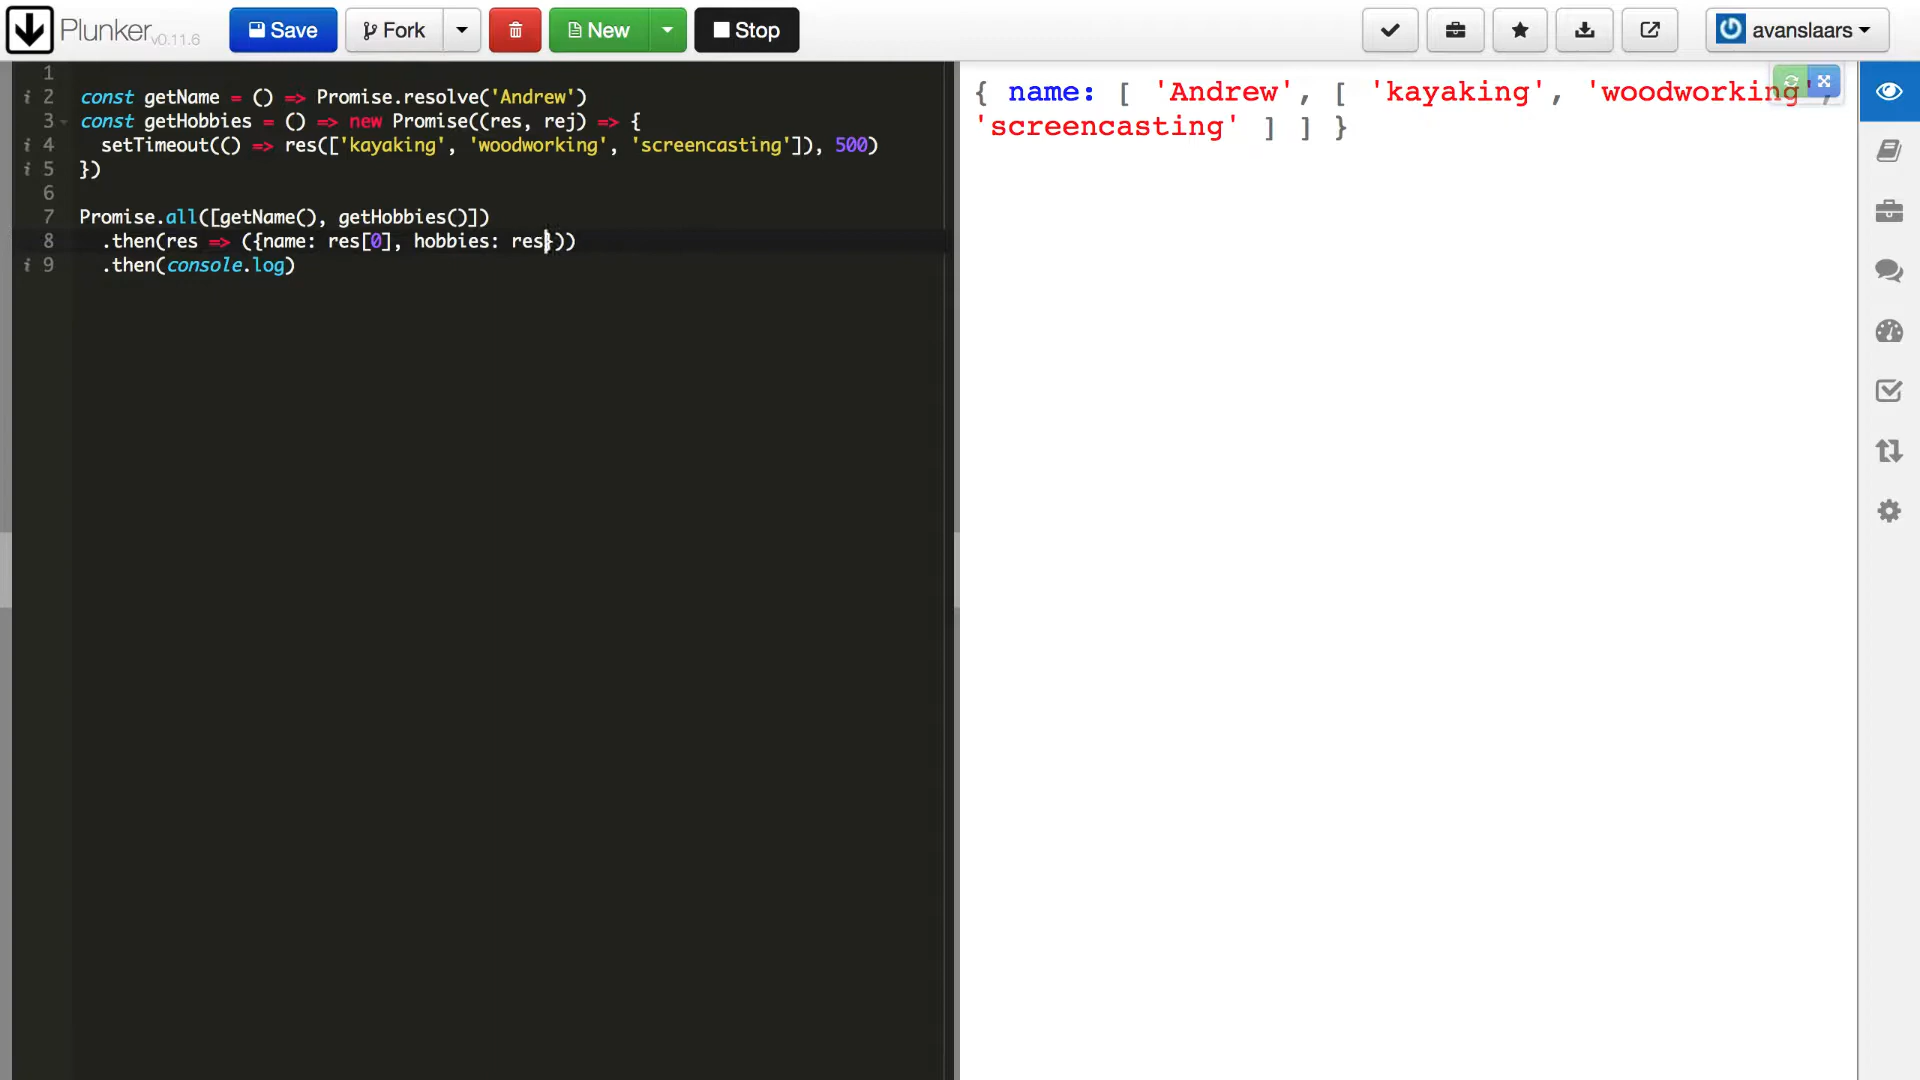 Plunker v0.11.6 Save Fork New Stop avanslaars
1
2 const getName = () => Promise.resolve('Andrew')
3 const getHobbies = () => new Promise((res, rej) => {
4 setTimeout(() => res(['kayaking', 'woodworking', 'screencasting']), 500)
5 })
6
7 Promise.all([getName(), getHobbies()])
8 .then(res => ({name: res[0], hobbies: res}))
9 .then(console.log)
{ name: [ 'Andrew', [ 'kayaking', 'woodworking',
'screencasting' ] ] }